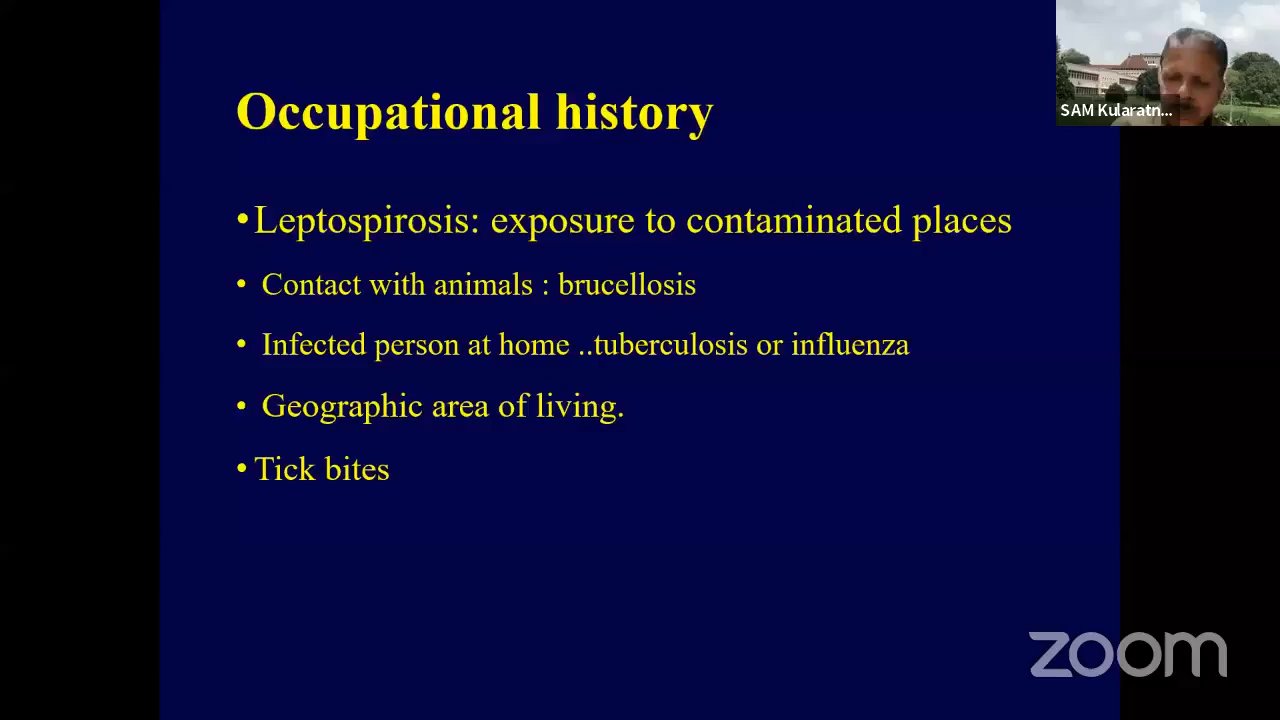 SAM Kularatn...
Occupational history
•Leptospirosis: exposure to contaminated places
• Contact with animals : brucellosis
• Infected person at home ..tuberculosis or influenza
• Geographic area of living.
•Tick bites
zoom